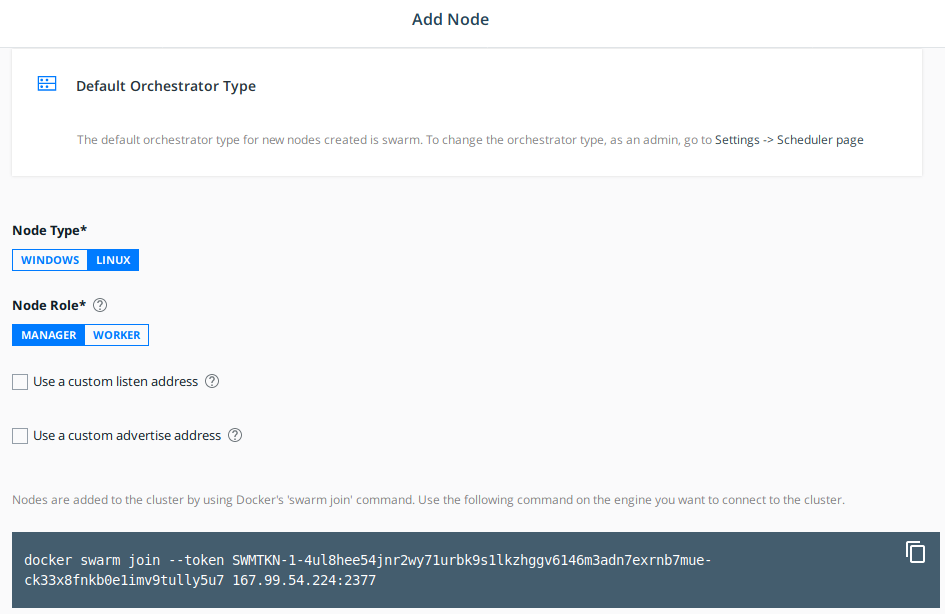 Add Node
Default Orchestrator Type
The default orchestrator type for new nodes created is swarm. To change the orchestrator type, as an admin, go to Settings -> Scheduler page
Node Type*
WINDOWS LINUX
Node Role* ?
MANAGER WORKER
Use a custom listen address ?
Use a custom advertise address ?
Nodes are added to the cluster by using Docker's 'swarm join' command. Use the following command on the engine you want to connect to the cluster.
docker swarm join --token SWMTKN-1-4ul8hee54jnr2wy71urbk9s1lkzhggv6146m3adn7exrnb7mue-
ck33x8fnkb0e1imv9tully5u7 167.99.54.224:2377